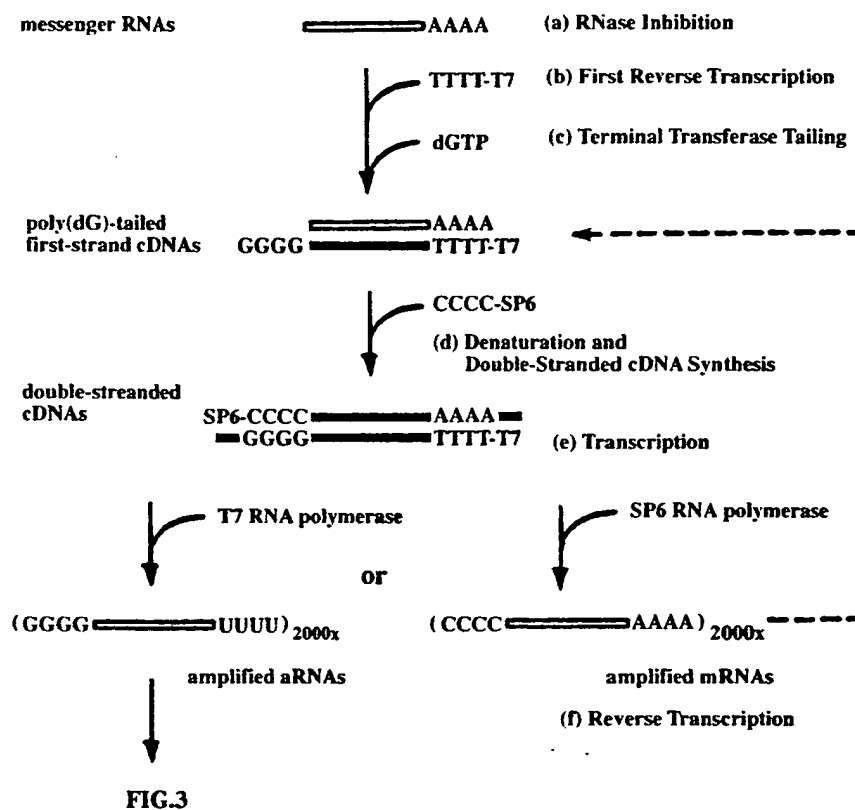 messenger RNAs
AAAA
(a) RNase Inhibition
TTTT-T7
(b) First Reverse Transcription
dGTP
(c) Terminal Transferase Tailing
poly(dG)-tailed
first-strand cDNAs
AAAA
GGGG
TTTT-T7
CCCC-SP6
(d) Denaturation and
Double-Stranded cDNA Synthesis
double-streanded
cDNAs
SP6-CCCC
AAAA
GGGG
TTTT-T7
(e) Transcription
T7 RNA polymerase
SP6 RNA polymerase
or
(GGGG UUUU) 2000x
(CCCC AAAA) 2000x
amplified aRNAs
amplified mRNAs
(f) Reverse Transcription
FIG.3